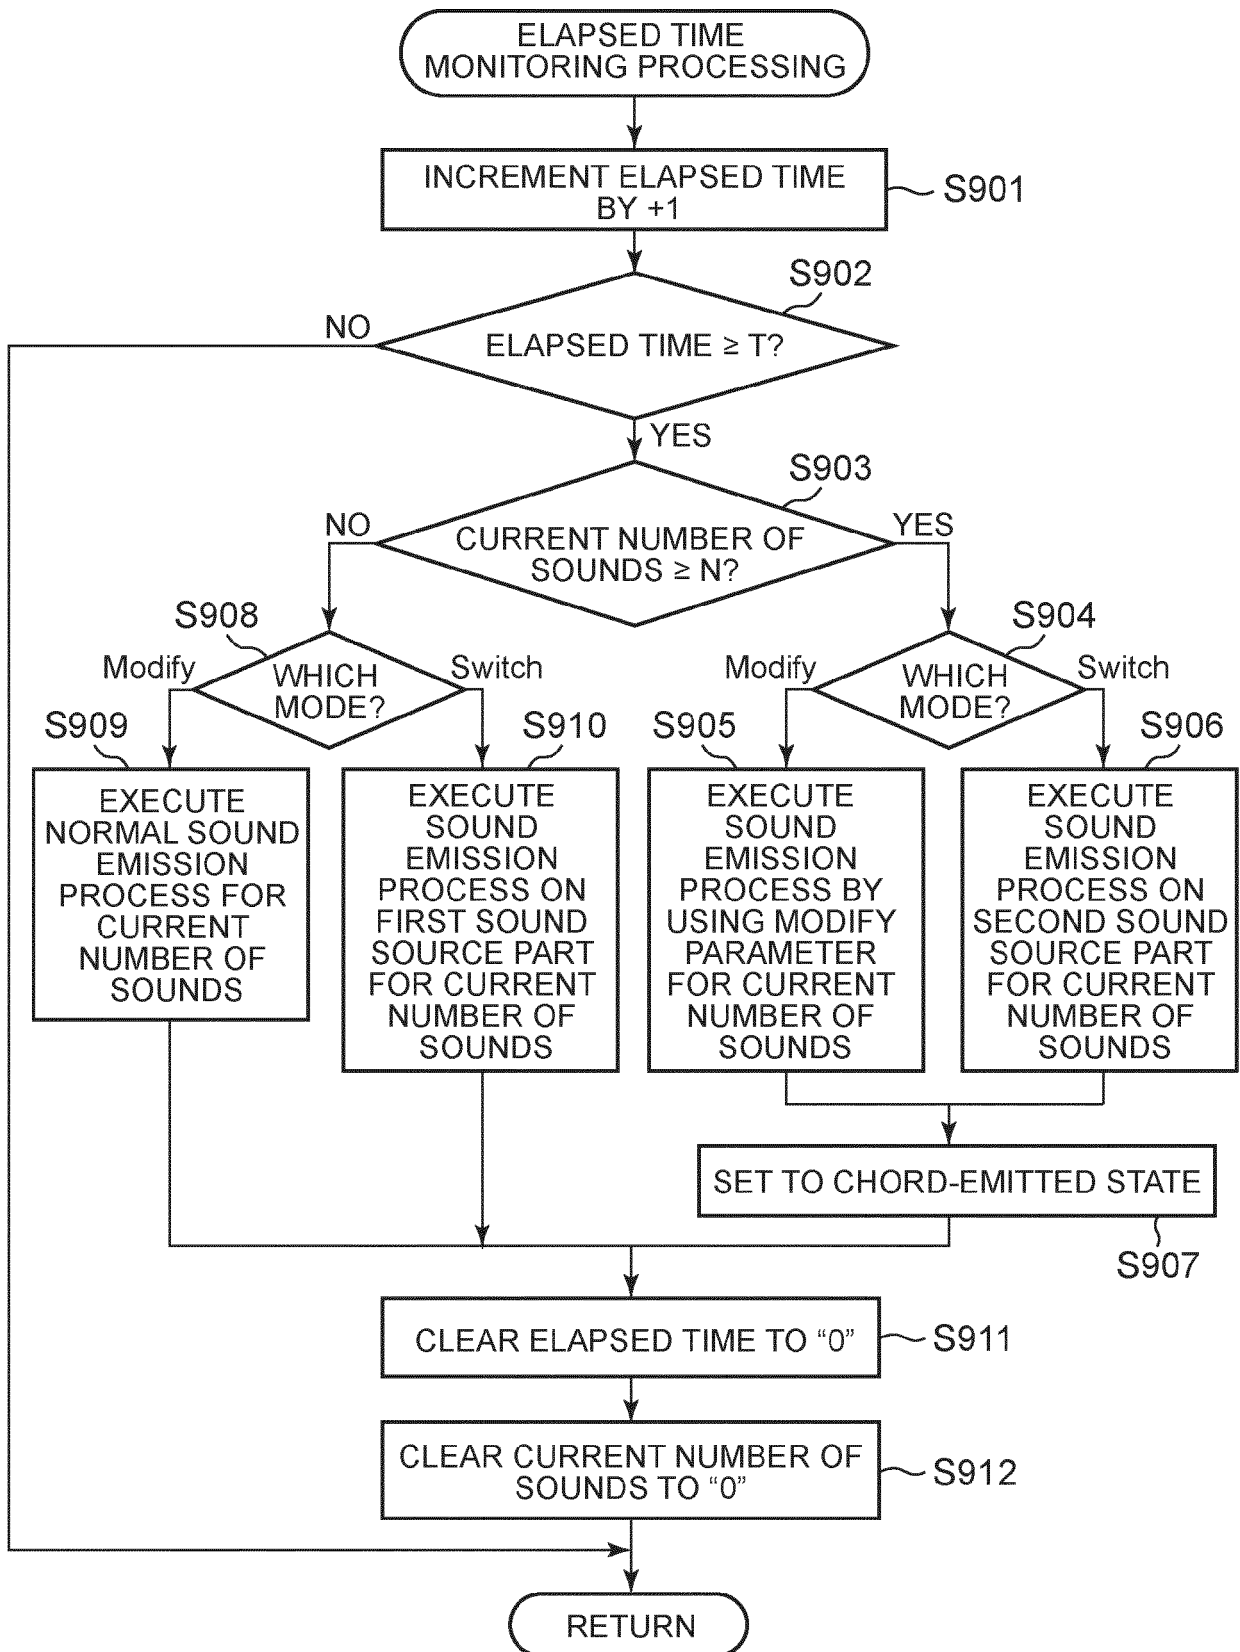 ELAPSED TIME
MONITORING PROCESSING
INCREMENT ELAPSED TIME
BY +1
S901
S902
NO
ELAPSED TIME ≥ T?
YES
S903
NO
YES
CURRENT NUMBER OF
SOUNDS ≥ N?
S908
Modify
WHICH
MODE?
Switch
S904
Modify
WHICH
MODE?
Switch
S909
EXECUTE
NORMAL SOUND
EMISSION
PROCESS FOR
CURRENT
NUMBER OF
SOUNDS
S910
EXECUTE
SOUND
EMISSION
PROCESS ON
FIRST SOUND
SOURCE PART
FOR CURRENT
NUMBER OF
SOUNDS
S905
EXECUTE
SOUND
EMISSION
PROCESS BY
USING MODIFY
PARAMETER
FOR CURRENT
NUMBER OF
SOUNDS
S906
EXECUTE
SOUND
EMISSION
PROCESS ON
SECOND SOUND
SOURCE PART
FOR CURRENT
NUMBER OF
SOUNDS
SET TO CHORD-EMITTED STATE
S907
CLEAR ELAPSED TIME TO “0”
S911
CLEAR CURRENT NUMBER OF
SOUNDS TO “0”
S912
RETURN